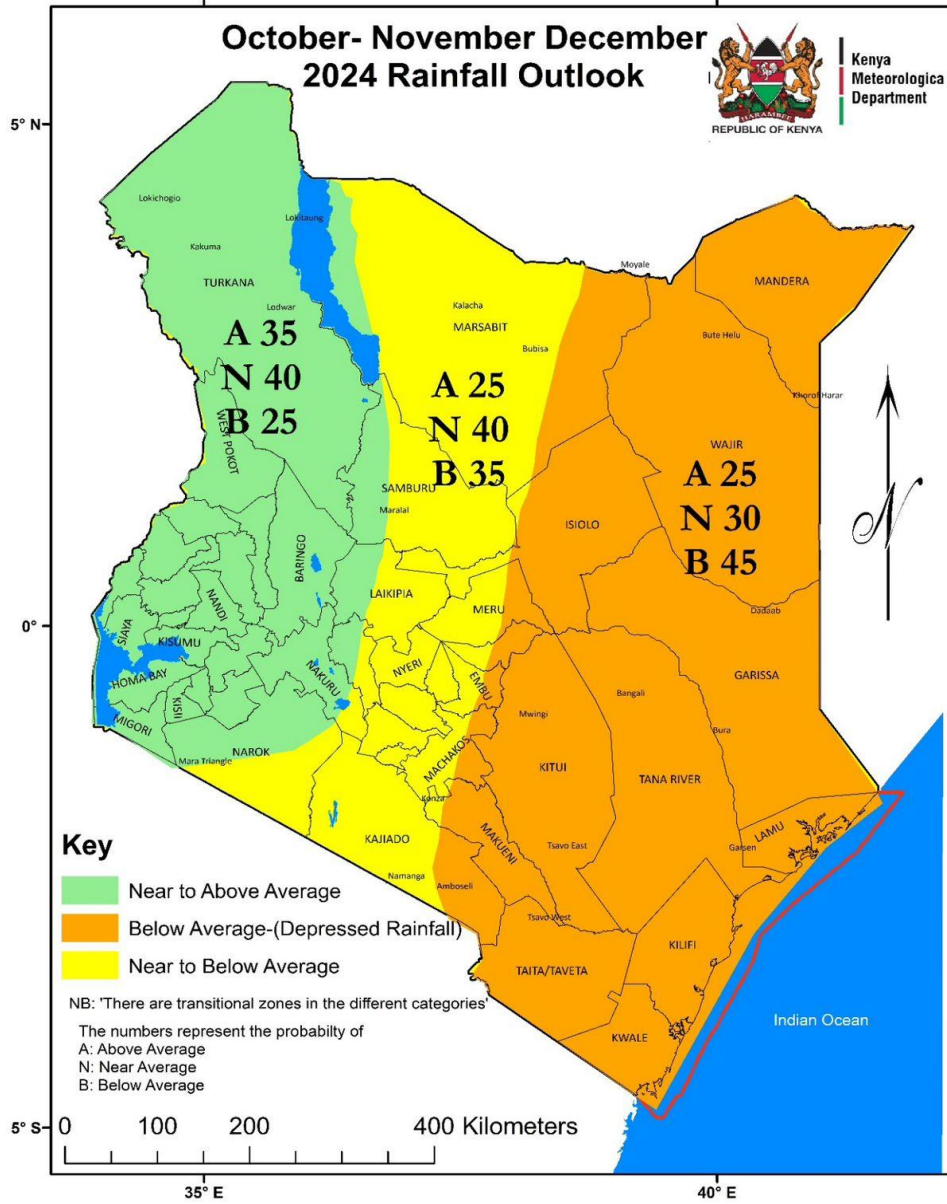 October- November December
2024 Rainfall Outlook
Kenya
Meteorologica
Department
HARAMBEE
REPUBLIC OF KENYA
5° N
Lokichogio
Lokitaung
Kakuma
TURKANA
Lodwar
A 35
N 40
B 25
WEST POKOT
BARINGO
NANDI
SIAYA
KISUMU
HOMA BAY
KISII
MIGORI
NAKURU
NAROK
Mara Triangle
Kalacha
MARSABIT
Bubisa
A 25
N 40
B 35
SAMBURU
Maralal
LAIKIPIA
MERU
NYERI
EMBU
MACHAKOS
Konza
KAJIADO
Namanga
Moyale
MANDERA
Bute Helu
Khorof Harar
WAJIR
A 25
N 30
B 45
ISIOLO
Dadaab
GARISSA
Bangali
Mwingi
Bura
KITUI
TANA RIVER
MAKUENI
LAMU
Garsen
Tsavo East
Amboseli
Tsavo West
KILIFI
TAITA/TAVETA
KWALE
Indian Ocean
N
0°
Key
Near to Above Average
Below Average-(Depressed Rainfall)
Near to Below Average
NB: 'There are transitional zones in the different categories'
The numbers represent the probabilty of
A: Above Average
N: Near Average
B: Below Average
0 100 200 400 Kilometers
5° S
35° E
40° E